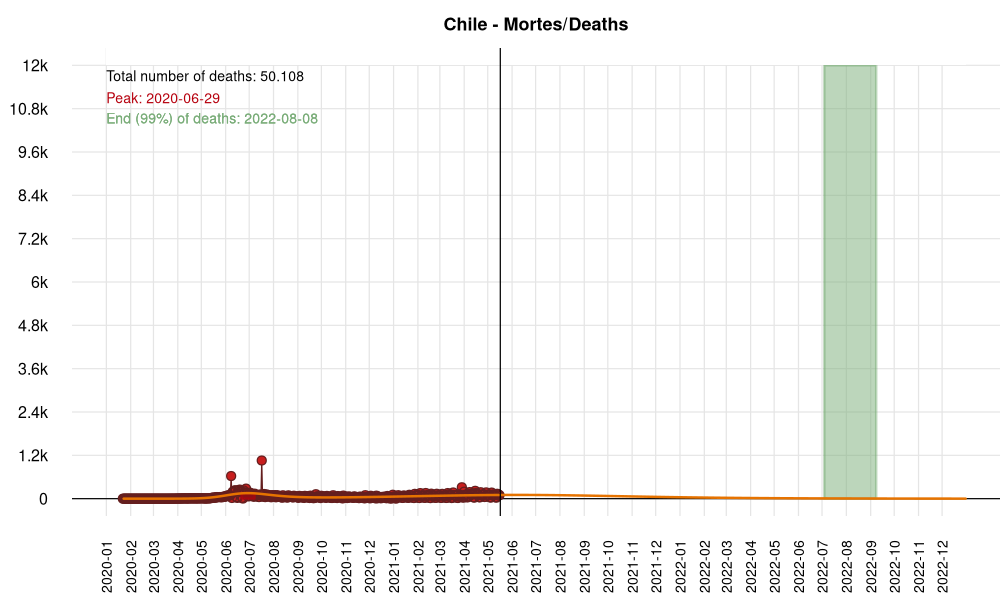 Chile - Mortes/Deaths
Total number of deaths: 50.108
Peak: 2020-06-29
End (99%) of deaths: 2022-08-08
12k
10.8k
9.6k
8.4k
7.2k
6k
4.8k
3.6k
2.4k
1.2k
0
2020-01
2020-02
2020-03
2020-04
2020-05
2020-06
2020-07
2020-08
2020-09
2020-10
2020-11
2020-12
2021-01
2021-02
2021-03
2021-04
2021-05
2021-06
2021-07
2021-08
2021-09
2021-10
2021-11
2021-12
2022-01
2022-02
2022-03
2022-04
2022-05
2022-06
2022-07
2022-08
2022-09
2022-10
2022-11
2022-12